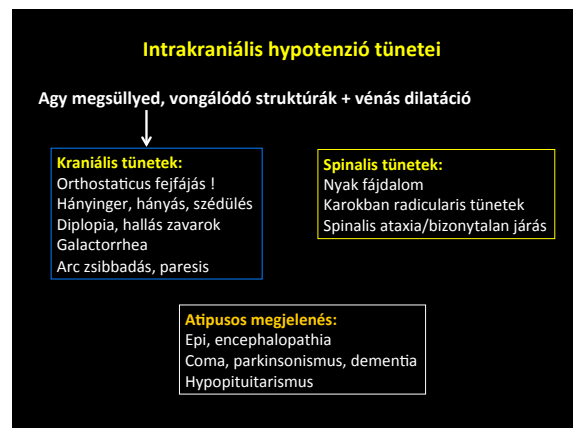 Intrakraniális hypotenzió tünetei
Agy megsüllyed, vongálódó struktúrák + vénás dilatáció
Kraniális tünetek:
Orthostaticus fejfájás !
Hányinger, hányás, szédülés
Diplopia, hallás zavarok
Galactorrhea
Arc zsibbadás, paresis
Spinalis tünetek:
Nyak fájdalom
Karokban radicularis tünetek
Spinalis ataxia/bizonytalan járás
Atipusos megjelenés:
Epi, encephalopathia
Coma, parkinsonismus, dementia
Hypopituitarismus